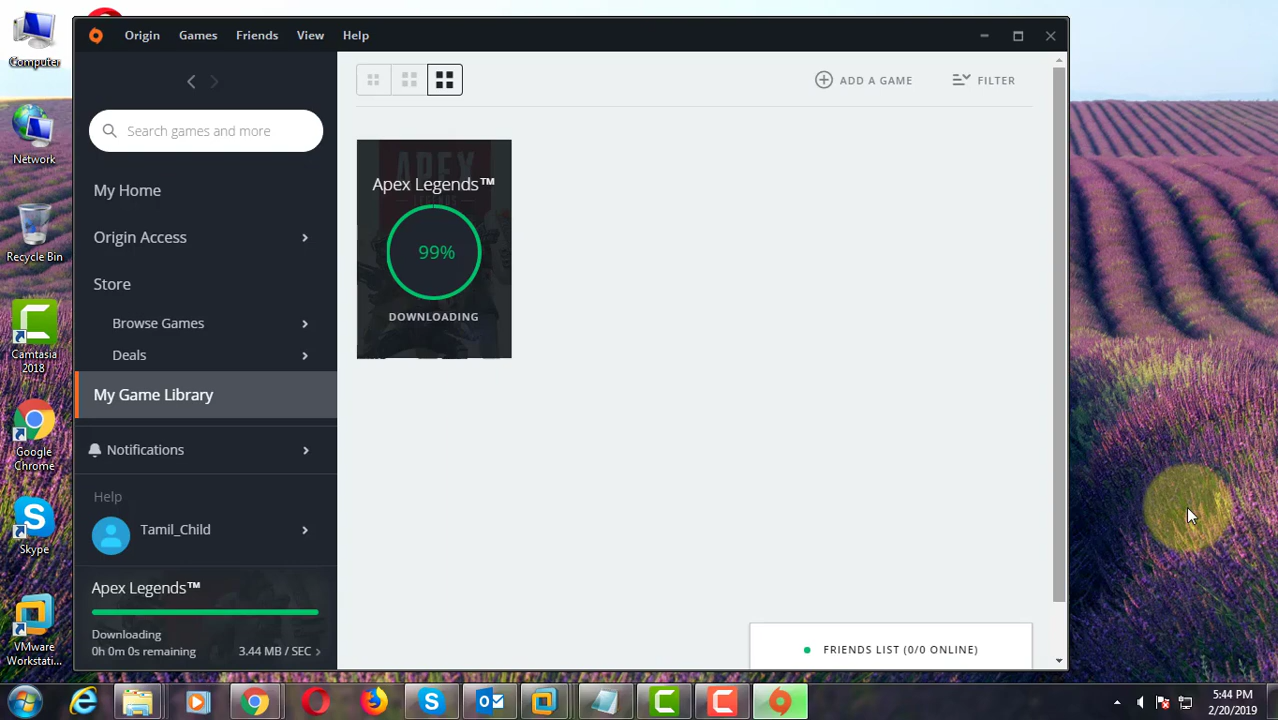 Computer
Network
Recycle Bin
Camtasia
2018
Google
Chrome
Skype
VMware
Workstati...
Origin
Games
Friends
View
Help
Search games and more
My Home
Origin Access
Store
Browse Games
Deals
My Game Library
Notifications
Help
Tamil_Child
Apex Legends™
Downloading
0h 0m 0s remaining
3.44 MB / SEC
ADD A GAME
FILTER
APEX
LEGENDS
Apex Legends™
99%
DOWNLOADING
FRIENDS LIST (0/0 ONLINE)
5:44 PM
2/20/2019